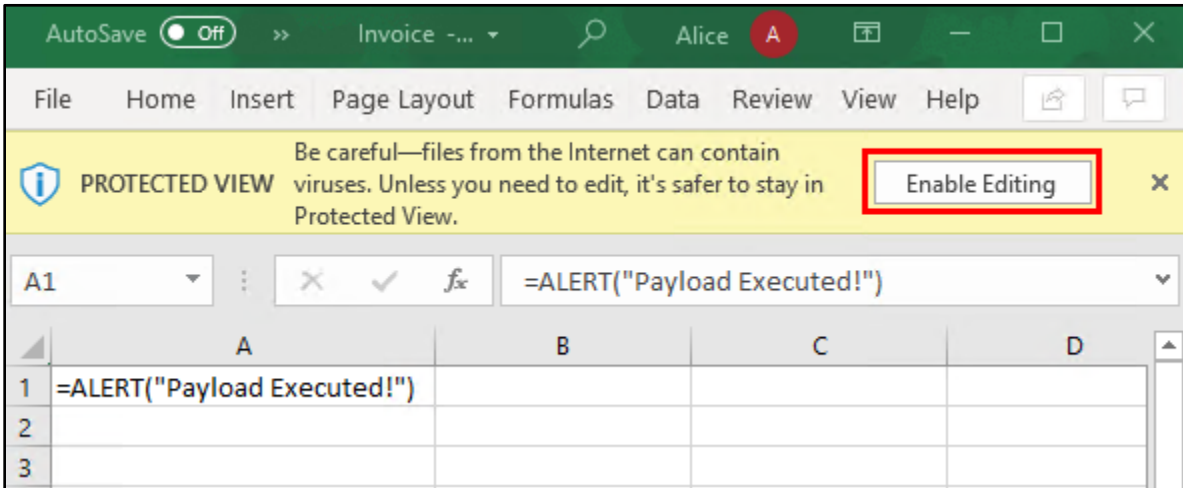 AutoSave Off >> Invoice -... Alice A
File Home Insert Page Layout Formulas Data Review View Help
PROTECTED VIEW Be careful—files from the Internet can contain
viruses. Unless you need to edit, it's safer to stay in
Protected View.
Enable Editing
A1 fx =ALERT("Payload Executed!")
A B C D
1 =ALERT("Payload Executed!")
2
3